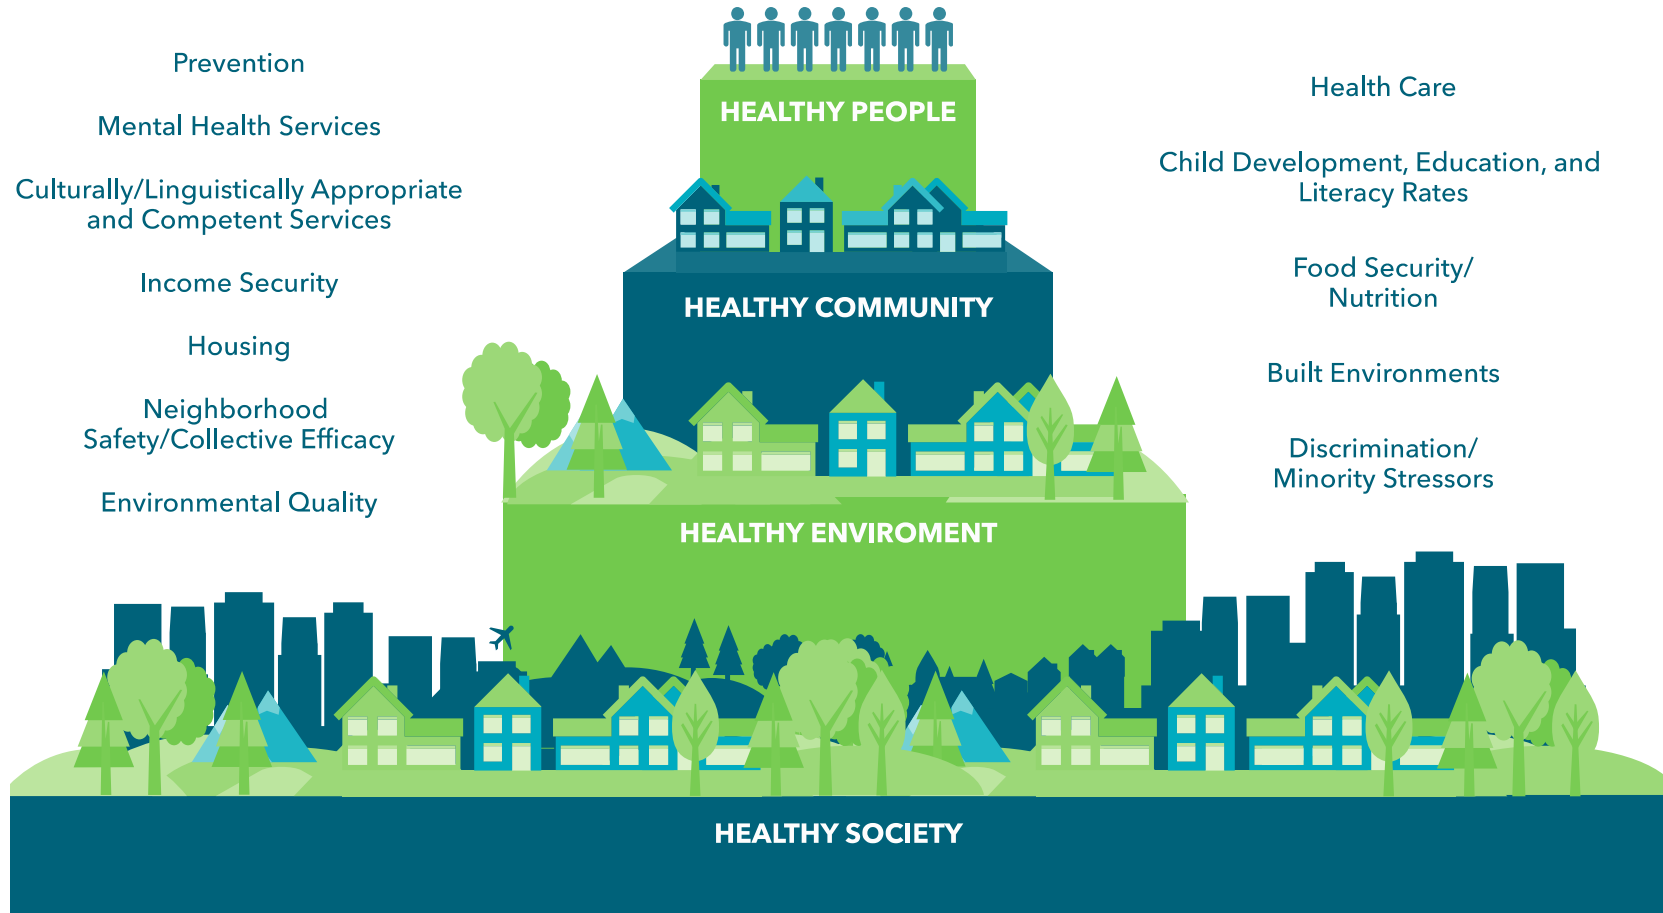 Prevention
Mental Health Services
Culturally/Linguistically Appropriate
and Competent Services
Income Security
Housing
Neighborhood
Safety/Collective Efficacy
Environmental Quality
HEALTHY PEOPLE
HEALTHY COMMUNITY
HEALTHY ENVIROMENT
HEALTHY SOCIETY
Health Care
Child Development, Education, and
Literacy Rates
Food Security/
Nutrition
Built Environments
Discrimination/
Minority Stressors